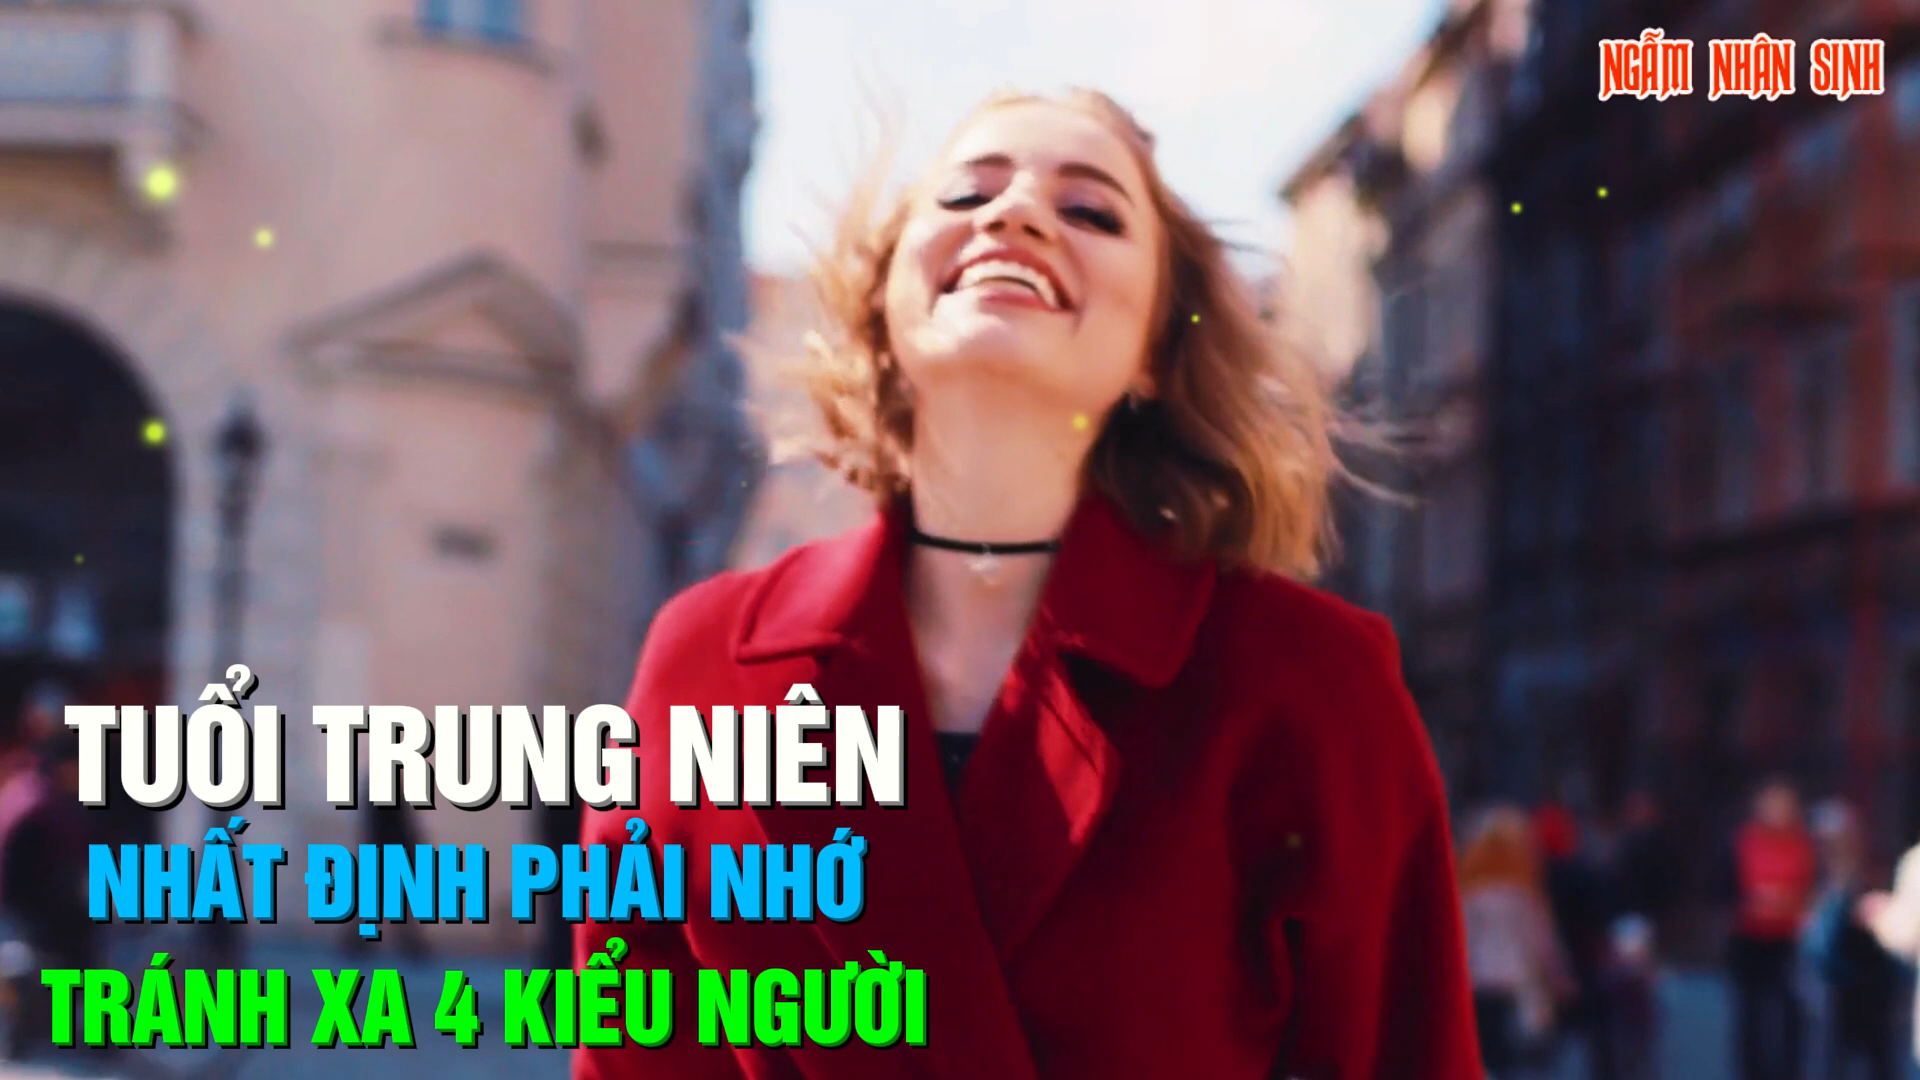 NGẪM NHÂN SINH
TUỔI TRUNG NIÊN
NHẤT ĐỊNH PHẢI NHỚ
TRÁNH XA 4 KIỂU NGƯỜI